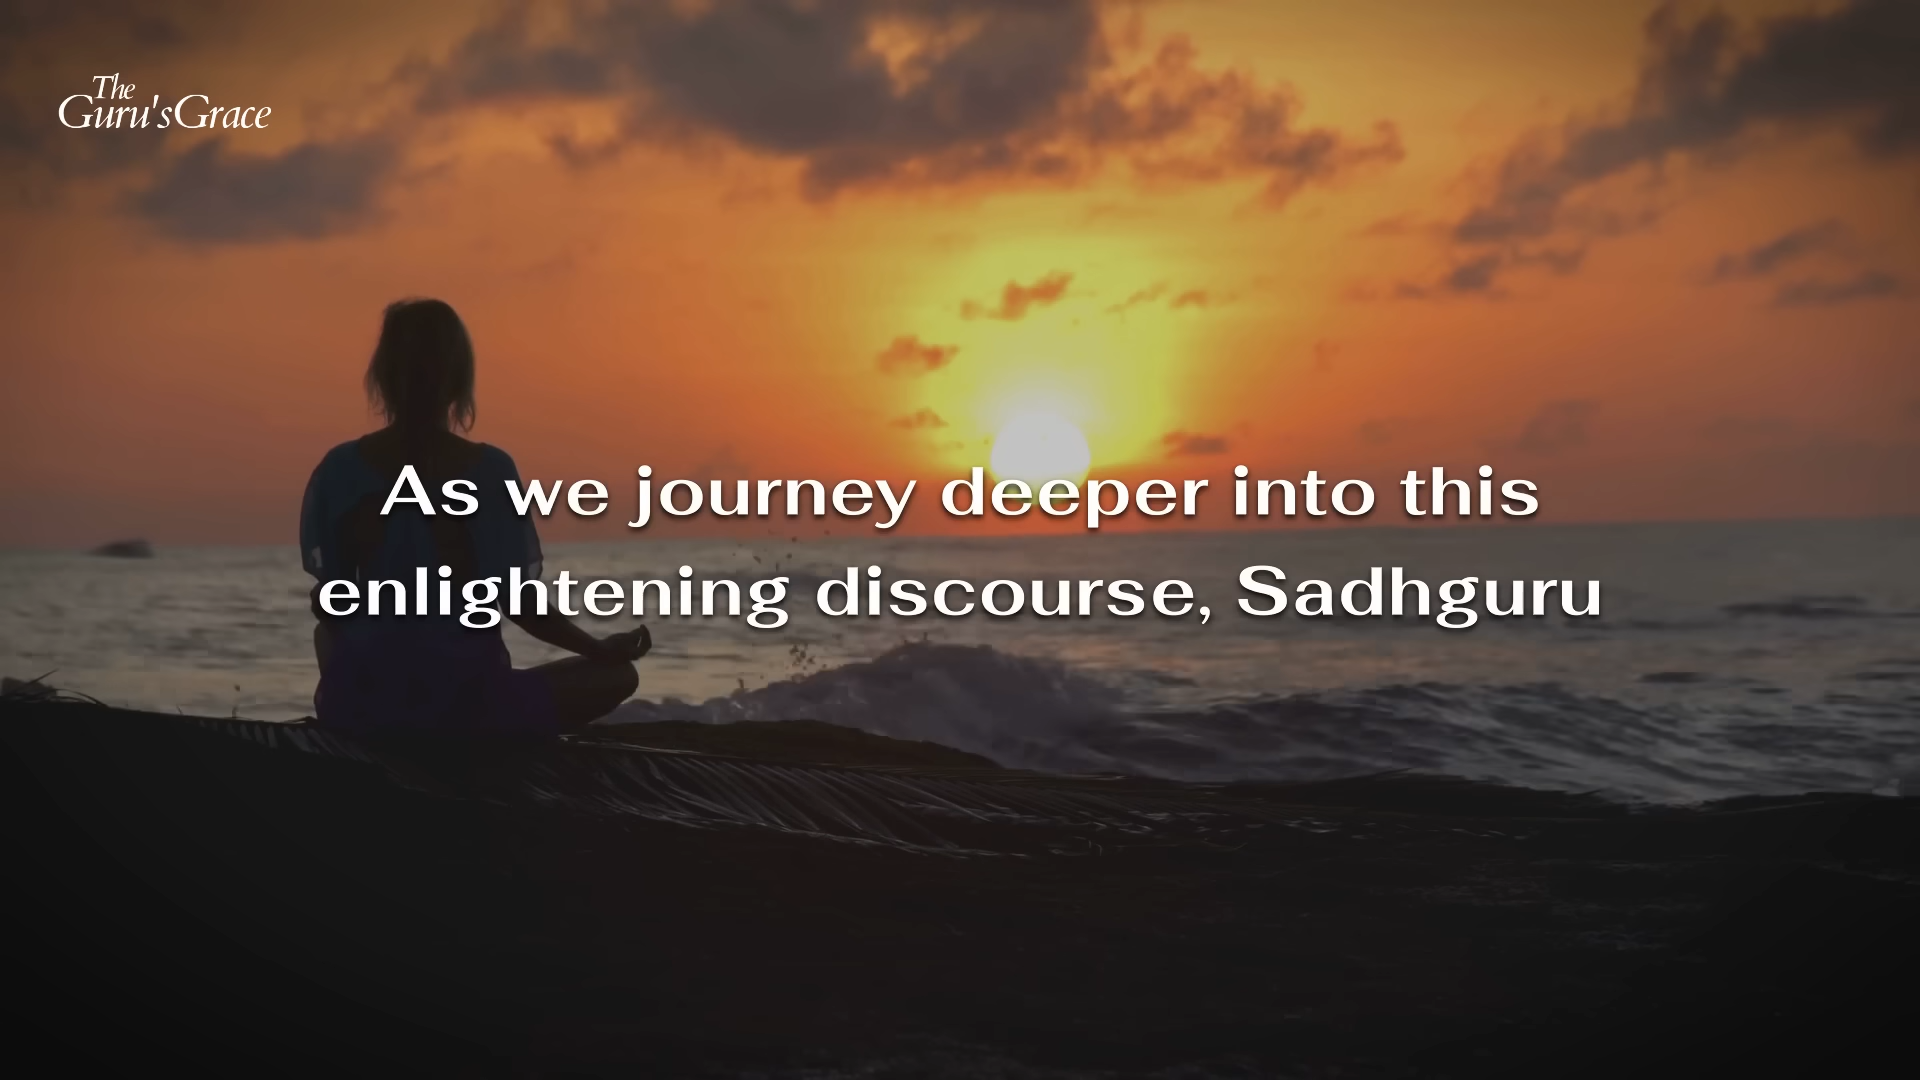 The
Guru'sGrace
As we journey deeper into this
enlightening discourse, Sadhguru